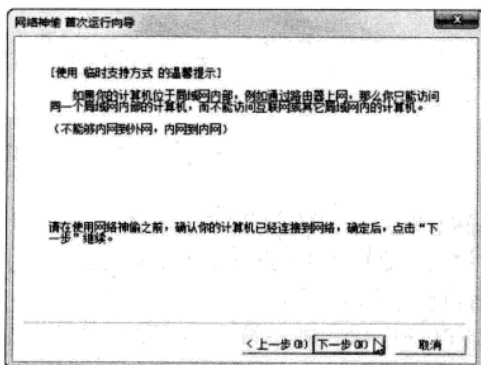 网络神偷 首次运行向导
[使用 临时支持方式 的温馨提示]
如果你的计算机位于局域网内部，例如通过路由器上网，那么你只能访问
同一个局域网内部的计算机，而不能访问互联网或其它局域网内的计算机。
（不能够内网到外网，内网到内网）
请在使用网络神偷之前，确认你的计算机已经连接到网络，确定后，点击“下
一步”继续。
<上一步(B) 下一步(N) 取消